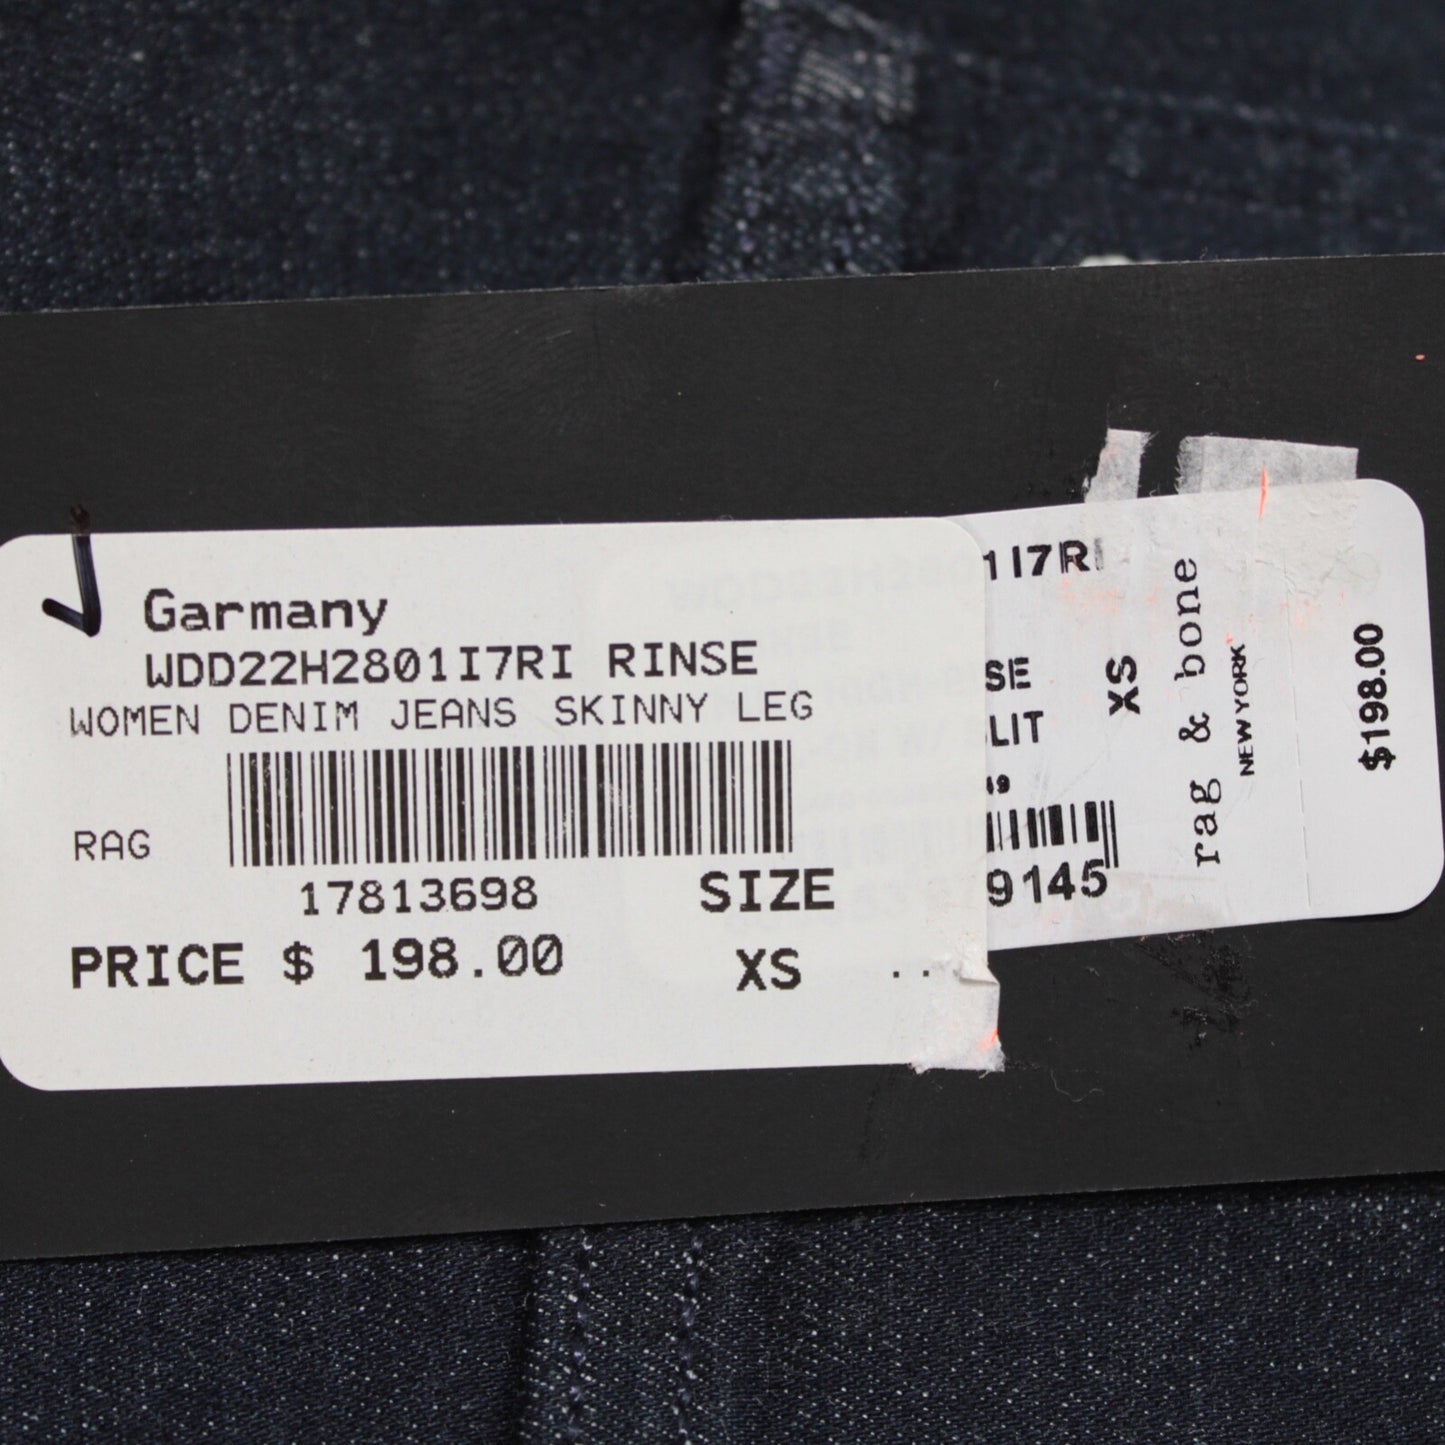 Garmany
WDD22H2801I7RI RINSE
WOMEN DENIM JEANS SKINNY LEG
RAG
17813698
SIZE
PRICE $ 198.00
XS
1I7RI
SE
LIT
49
9145
XS
rag & bone
NEW YORK
$198.00